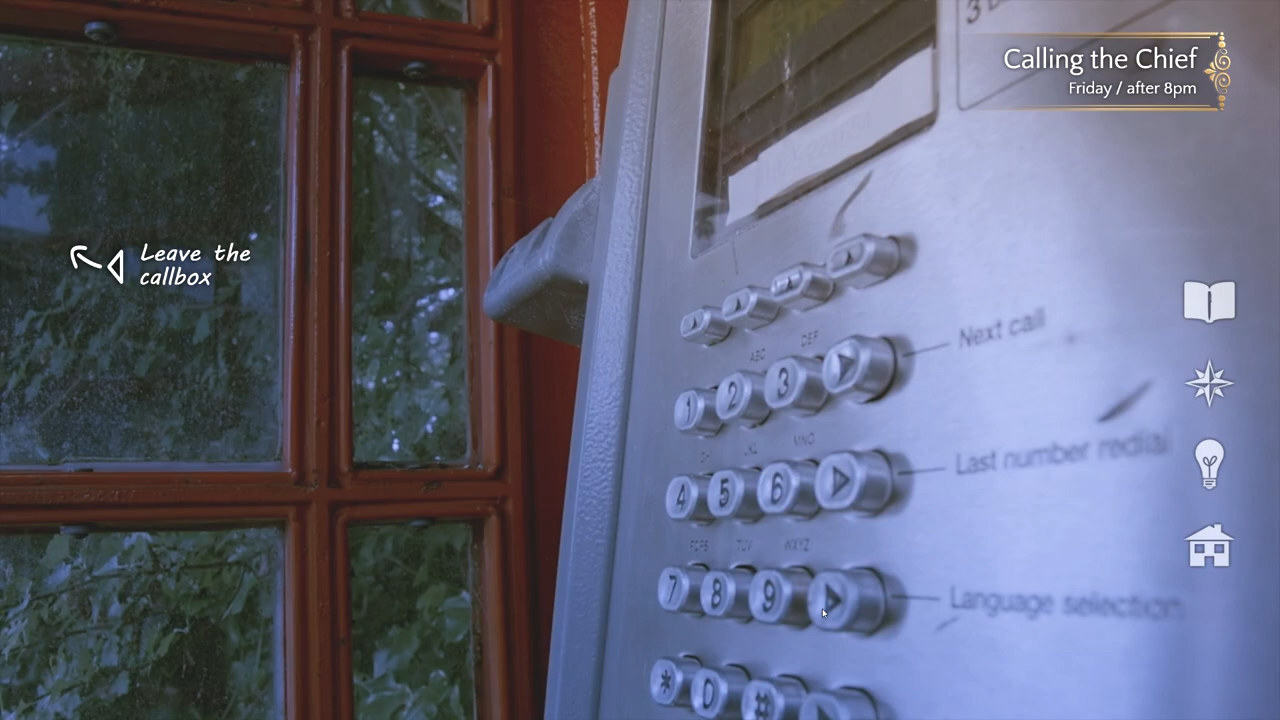 Calling the Chief
Friday / after 8pm
Leave the
callbox
ABC
DEF
1
2
3
Next call
JKL
MNO
4
5
6
Last number redial
TUV
WXYZ
7
8
9
Language selection
*
0
#